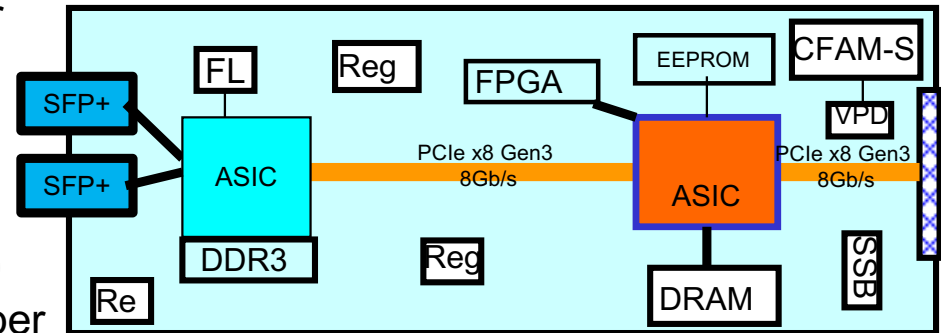 FL
Reg
FPGA
EEPROM
CFAM-S
VPD
SFP+
SFP+
ASIC
PCIe x8 Gen3
8Gb/s
ASIC
PCIe x8 Gen3
8Gb/s
DDR3
Reg
SSB
DRAM
Re
per